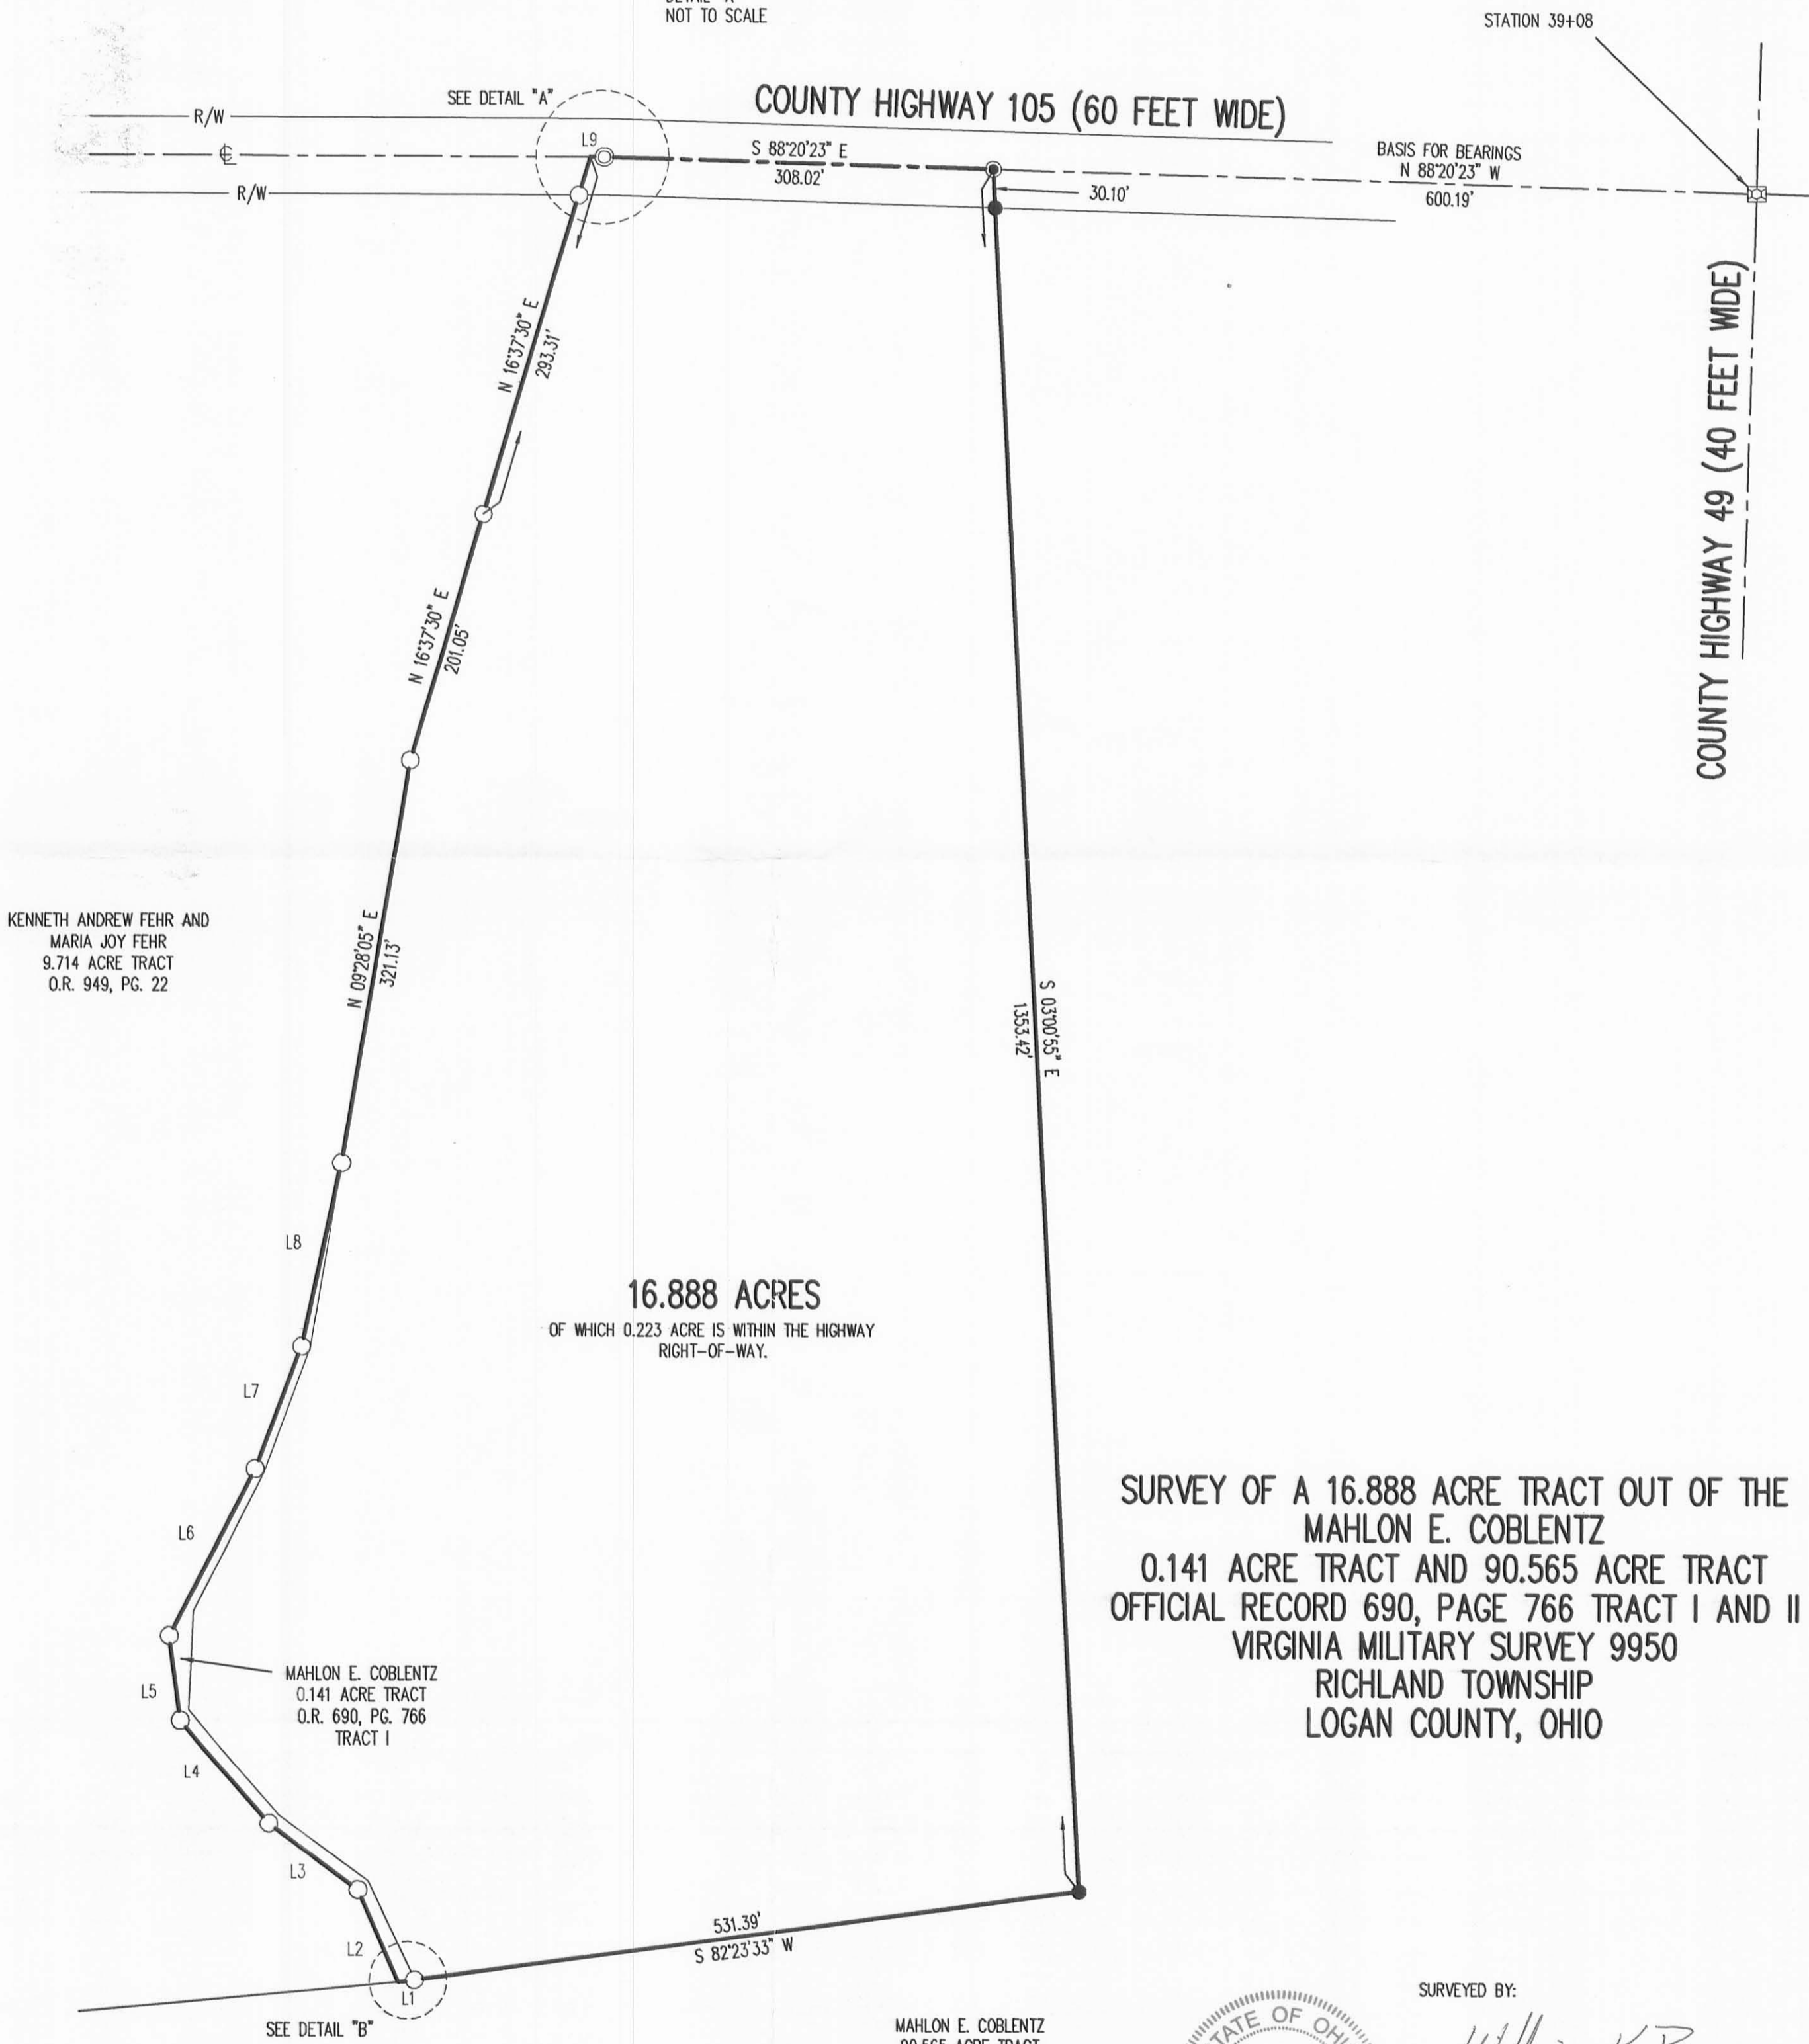 NOT TO SCALE
STATION 39+08
SEE DETAIL "A"
COUNTY HIGHWAY 105 (60 FEET WIDE)
R/W
L9
S 88°20'23" E
308.02'
BASIS FOR BEARINGS
N 88°20'23" W
600.19'
R/W
30.10'
COUNTY HIGHWAY 49 (40 FEET WIDE)
N 16°37'30" E
293.31'
N 16°37'30" E
201.05'
KENNETH ANDREW FEHR AND
MARIA JOY FEHR
9.714 ACRE TRACT
O.R. 949, PG. 22
N 09°28'05" E
321.13'
S 03°00'55" E
1353.42'
L8
16.888 ACRES
OF WHICH 0.223 ACRE IS WITHIN THE HIGHWAY
RIGHT-OF-WAY.
L7
L6
SURVEY OF A 16.888 ACRE TRACT OUT OF THE
MAHLON E. COBLENTZ
0.141 ACRE TRACT AND 90.565 ACRE TRACT
OFFICIAL RECORD 690, PAGE 766 TRACT I AND II
VIRGINIA MILITARY SURVEY 9950
RICHLAND TOWNSHIP
LOGAN COUNTY, OHIO
L5
MAHLON E. COBLENTZ
0.141 ACRE TRACT
O.R. 690, PG. 766
TRACT I
L4
L3
531.39'
S 82°23'33" W
L2
L1
SEE DETAIL "B"
MAHLON E. COBLENTZ
90.565 ACRE TRACT
SURVEYED BY: